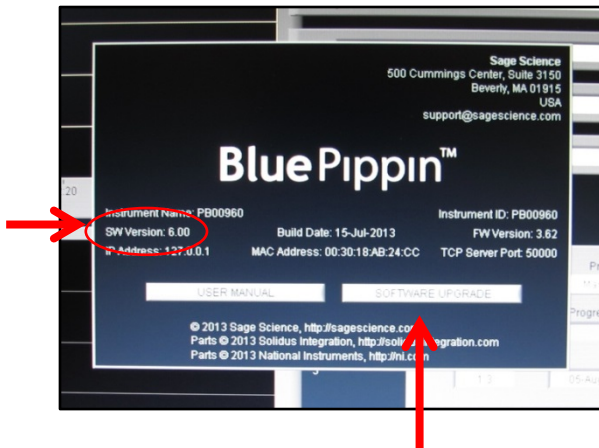 Sage Science
500 Cummings Center, Suite 3150
Beverly, MA 01915
USA
support@sagescience.com
BluePippin™
20
Instrument Name: PB00960 Instrument ID: PB00960
SW Version: 6.00 Build Date: 15-Jul-2013 FW Version: 3.62
IP Address: 127.0.0.1 MAC Address: 00:30:18:AB:24:CC TCP Server Port: 50000
USER MANUAL SOFTWARE UPGRADE
© 2013 Sage Science, http://sagescience.com
Parts © 2013 Solidus Integration, http://solidusintegration.com
Parts © 2013 National Instruments, http://ni.com